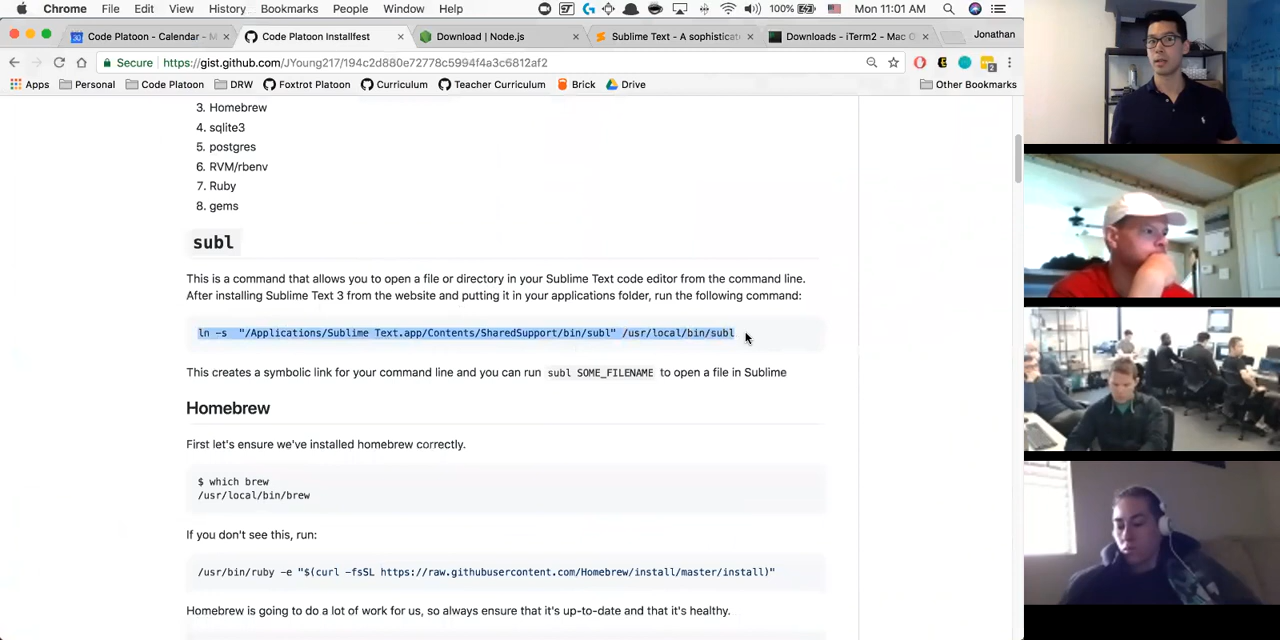 Chrome File Edit View History Bookmarks People Window Help 100% Mon 11:01 AM
Code Platoon - Calendar - M Code Platoon Installfest Download | Node.js Sublime Text - A sophisticat Downloads - iTerm2 - Mac O Jonathan
Secure https://gist.github.com/JYoung217/194c2d880e72778c5994f4a3c6812af2
Apps Personal Code Platoon DRW Foxtrot Platoon Curriculum Teacher Curriculum Brick Drive Other Bookmarks
3. Homebrew
4. sqlite3
5. postgres
6. RVM/rbenv
7. Ruby
8. gems
subl
This is a command that allows you to open a file or directory in your Sublime Text code editor from the command line.
After installing Sublime Text 3 from the website and putting it in your applications folder, run the following command:
ln -s "/Applications/Sublime Text.app/Contents/SharedSupport/bin/subl" /usr/local/bin/subl
This creates a symbolic link for your command line and you can run subl SOME_FILENAME to open a file in Sublime
Homebrew
First let's ensure we've installed homebrew correctly.
$ which brew
/usr/local/bin/brew
If you don't see this, run:
/usr/bin/ruby -e "$(curl -fsSL https://raw.githubusercontent.com/Homebrew/install/master/install)"
Homebrew is going to do a lot of work for us, so always ensure that it's up-to-date and that it's healthy.